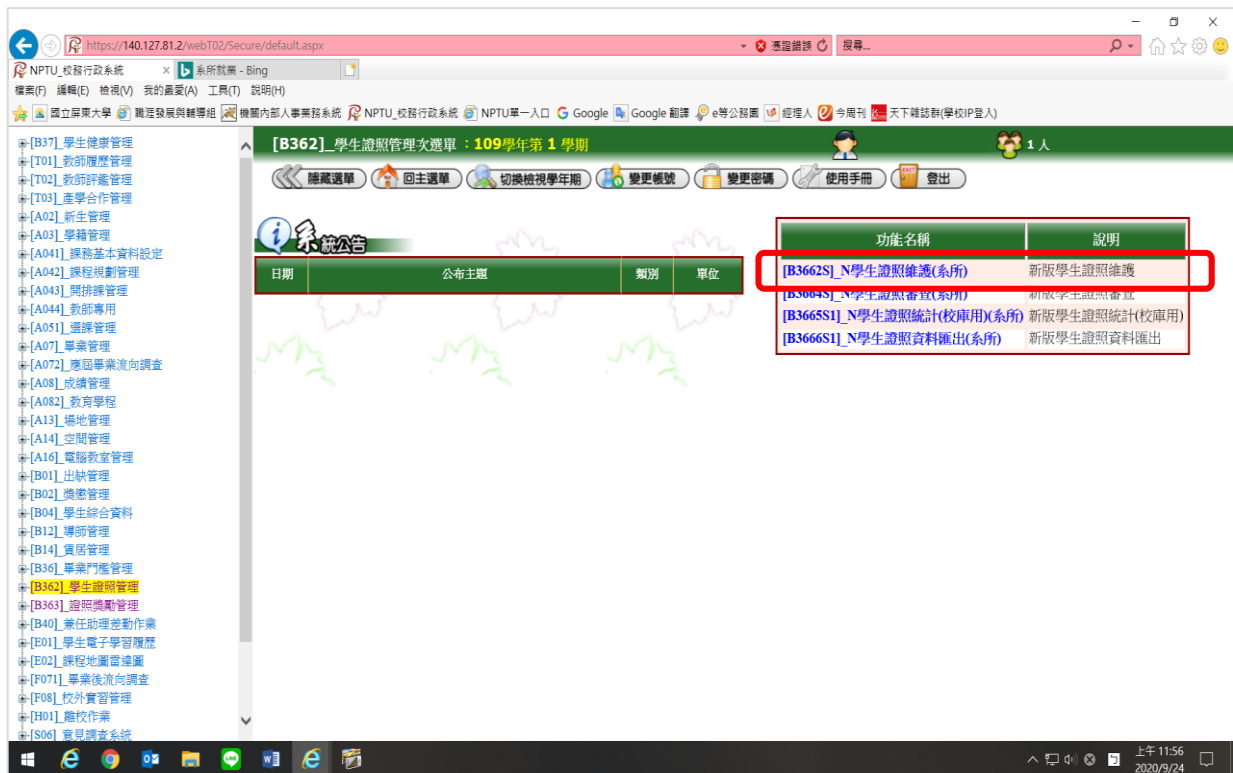 https://140.127.81.2/webT02/Secure/default.aspx
憑證錯誤
搜尋...
NPTU_校務行政系統
系所就業 - Bing
檔案(F) 編輯(E) 檢視(V) 我的最愛(A) 工具(T) 說明(H)
國立屏東大學 職涯發展與輔導組 機關內部人事業務系統 NPTU_校務行政系統 NPTU單一入口 Google Google 翻譯 e等公務園 經理人 今周刊 天下雜誌群(學校IP登入)
[B37]_學生健康管理
[T01]_教師履歷管理
[T02]_教師評鑑管理
[T03]_產學合作管理
[A02]_新生管理
[A03]_學籍管理
[A041]_課務基本資料設定
[A042]_課程規劃管理
[A043]_開排課管理
[A044]_教師專用
[A051]_選課管理
[A07]_畢業管理
[A072]_應屆畢業流向調查
[A08]_成績管理
[A082]_教育學程
[A13]_場地管理
[A14]_空間管理
[A16]_電腦教室管理
[B01]_出缺管理
[B02]_獎懲管理
[B04]_學生綜合資料
[B12]_導師管理
[B14]_賃居管理
[B36]_畢業門檻管理
[B362]_學生證照管理
[B363]_證照獎勵管理
[B40]_兼任助理差勤作業
[E01]_學生電子學習履歷
[E02]_課程地圖雷達圖
[F071]_畢業後流向調查
[F08]_校外實習管理
[H01]_離校作業
[S06]_意見調查系統
[B362]_學生證照管理次選單：109學年第 1 學期
1 人
隱藏選單 回主選單 切換檢視學年期 變更帳號 變更密碼 使用手冊 登出
系統公告
日期 公布主題 類別 單位
功能名稱 說明
[B3662S]_N學生證照維護(系所) 新版學生證照維護
[B3664S]_N學生證照審查(系所) 新版學生證照審查
[B3665S1]_N學生證照統計(校庫用)(系所) 新版學生證照統計(校庫用)
[B3666S1]_N學生證照資料匯出(系所) 新版學生證照資料匯出
上午 11:56
2020/9/24